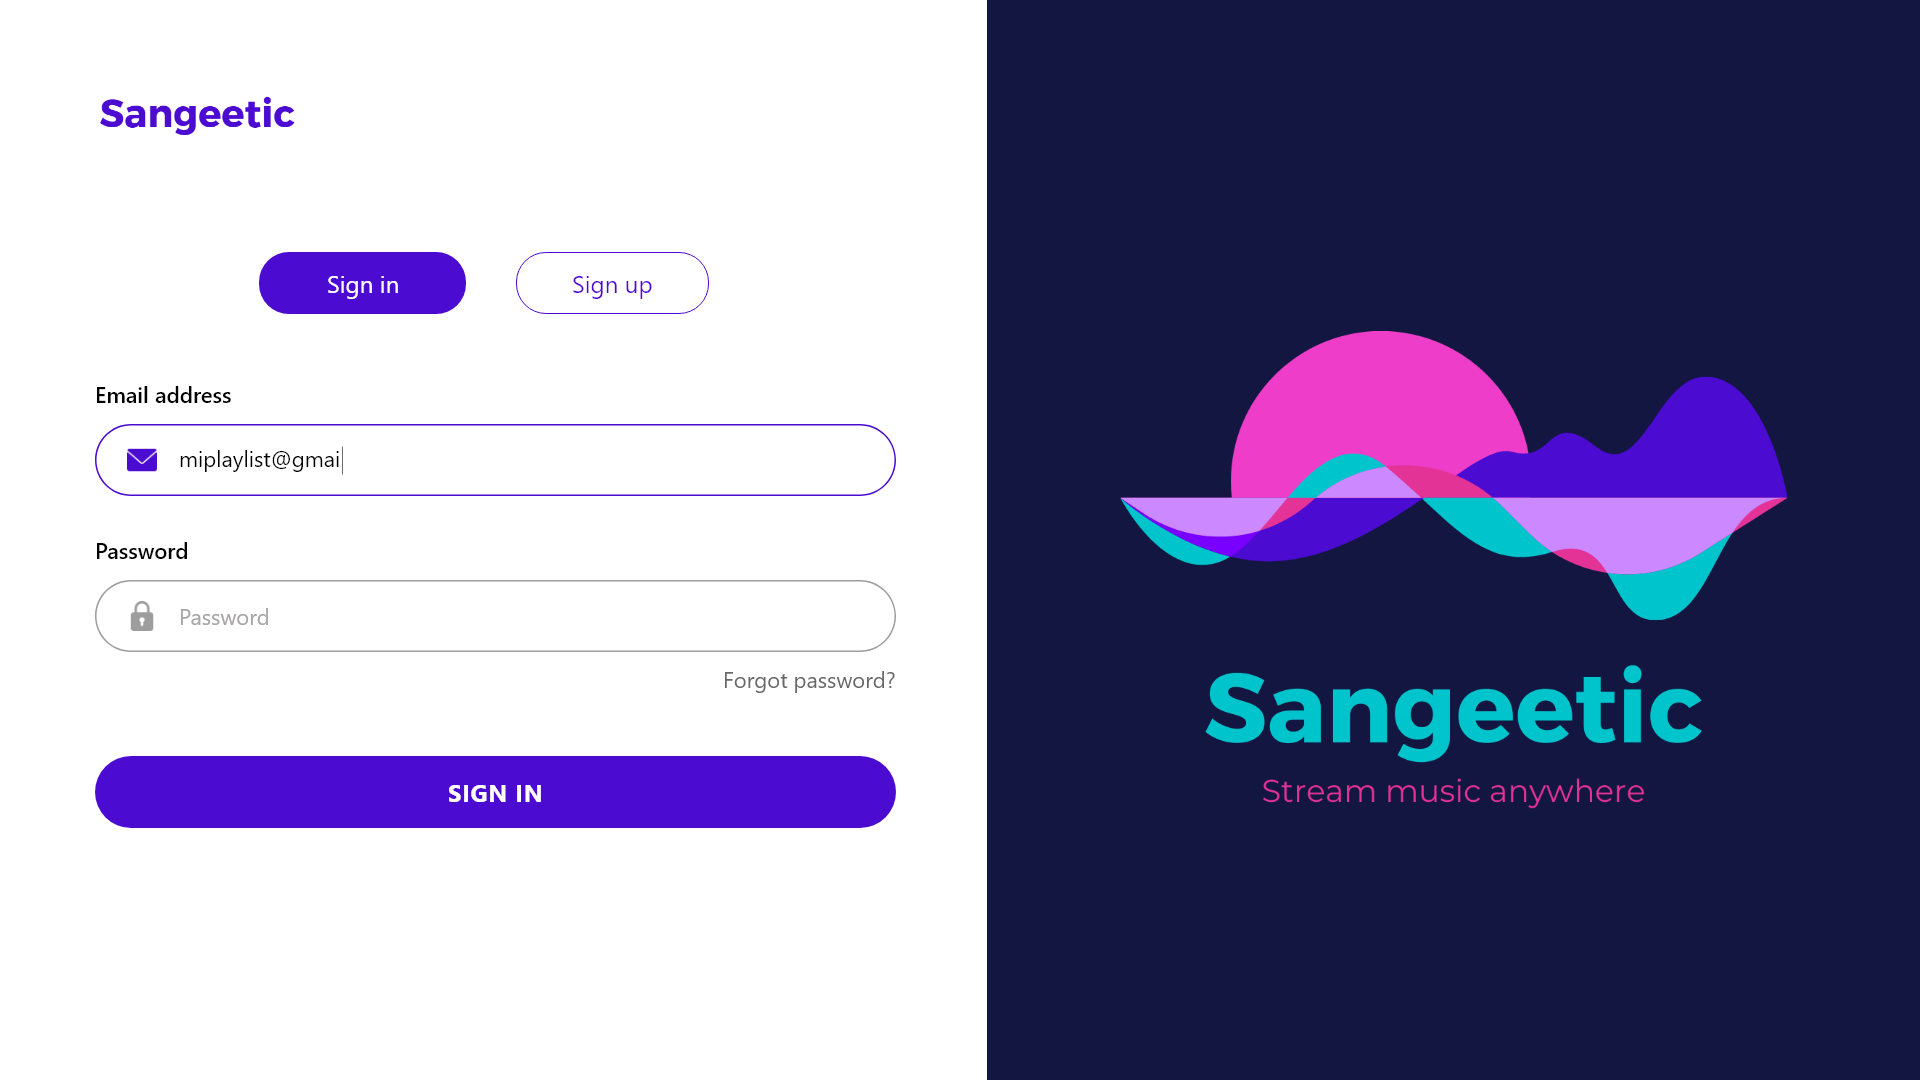 Sangeetic
Sign in
Sign up
Email address
miplaylist@gmai
Password
Password
Forgot password?
SIGN IN
Sangeetic
Stream music anywhere